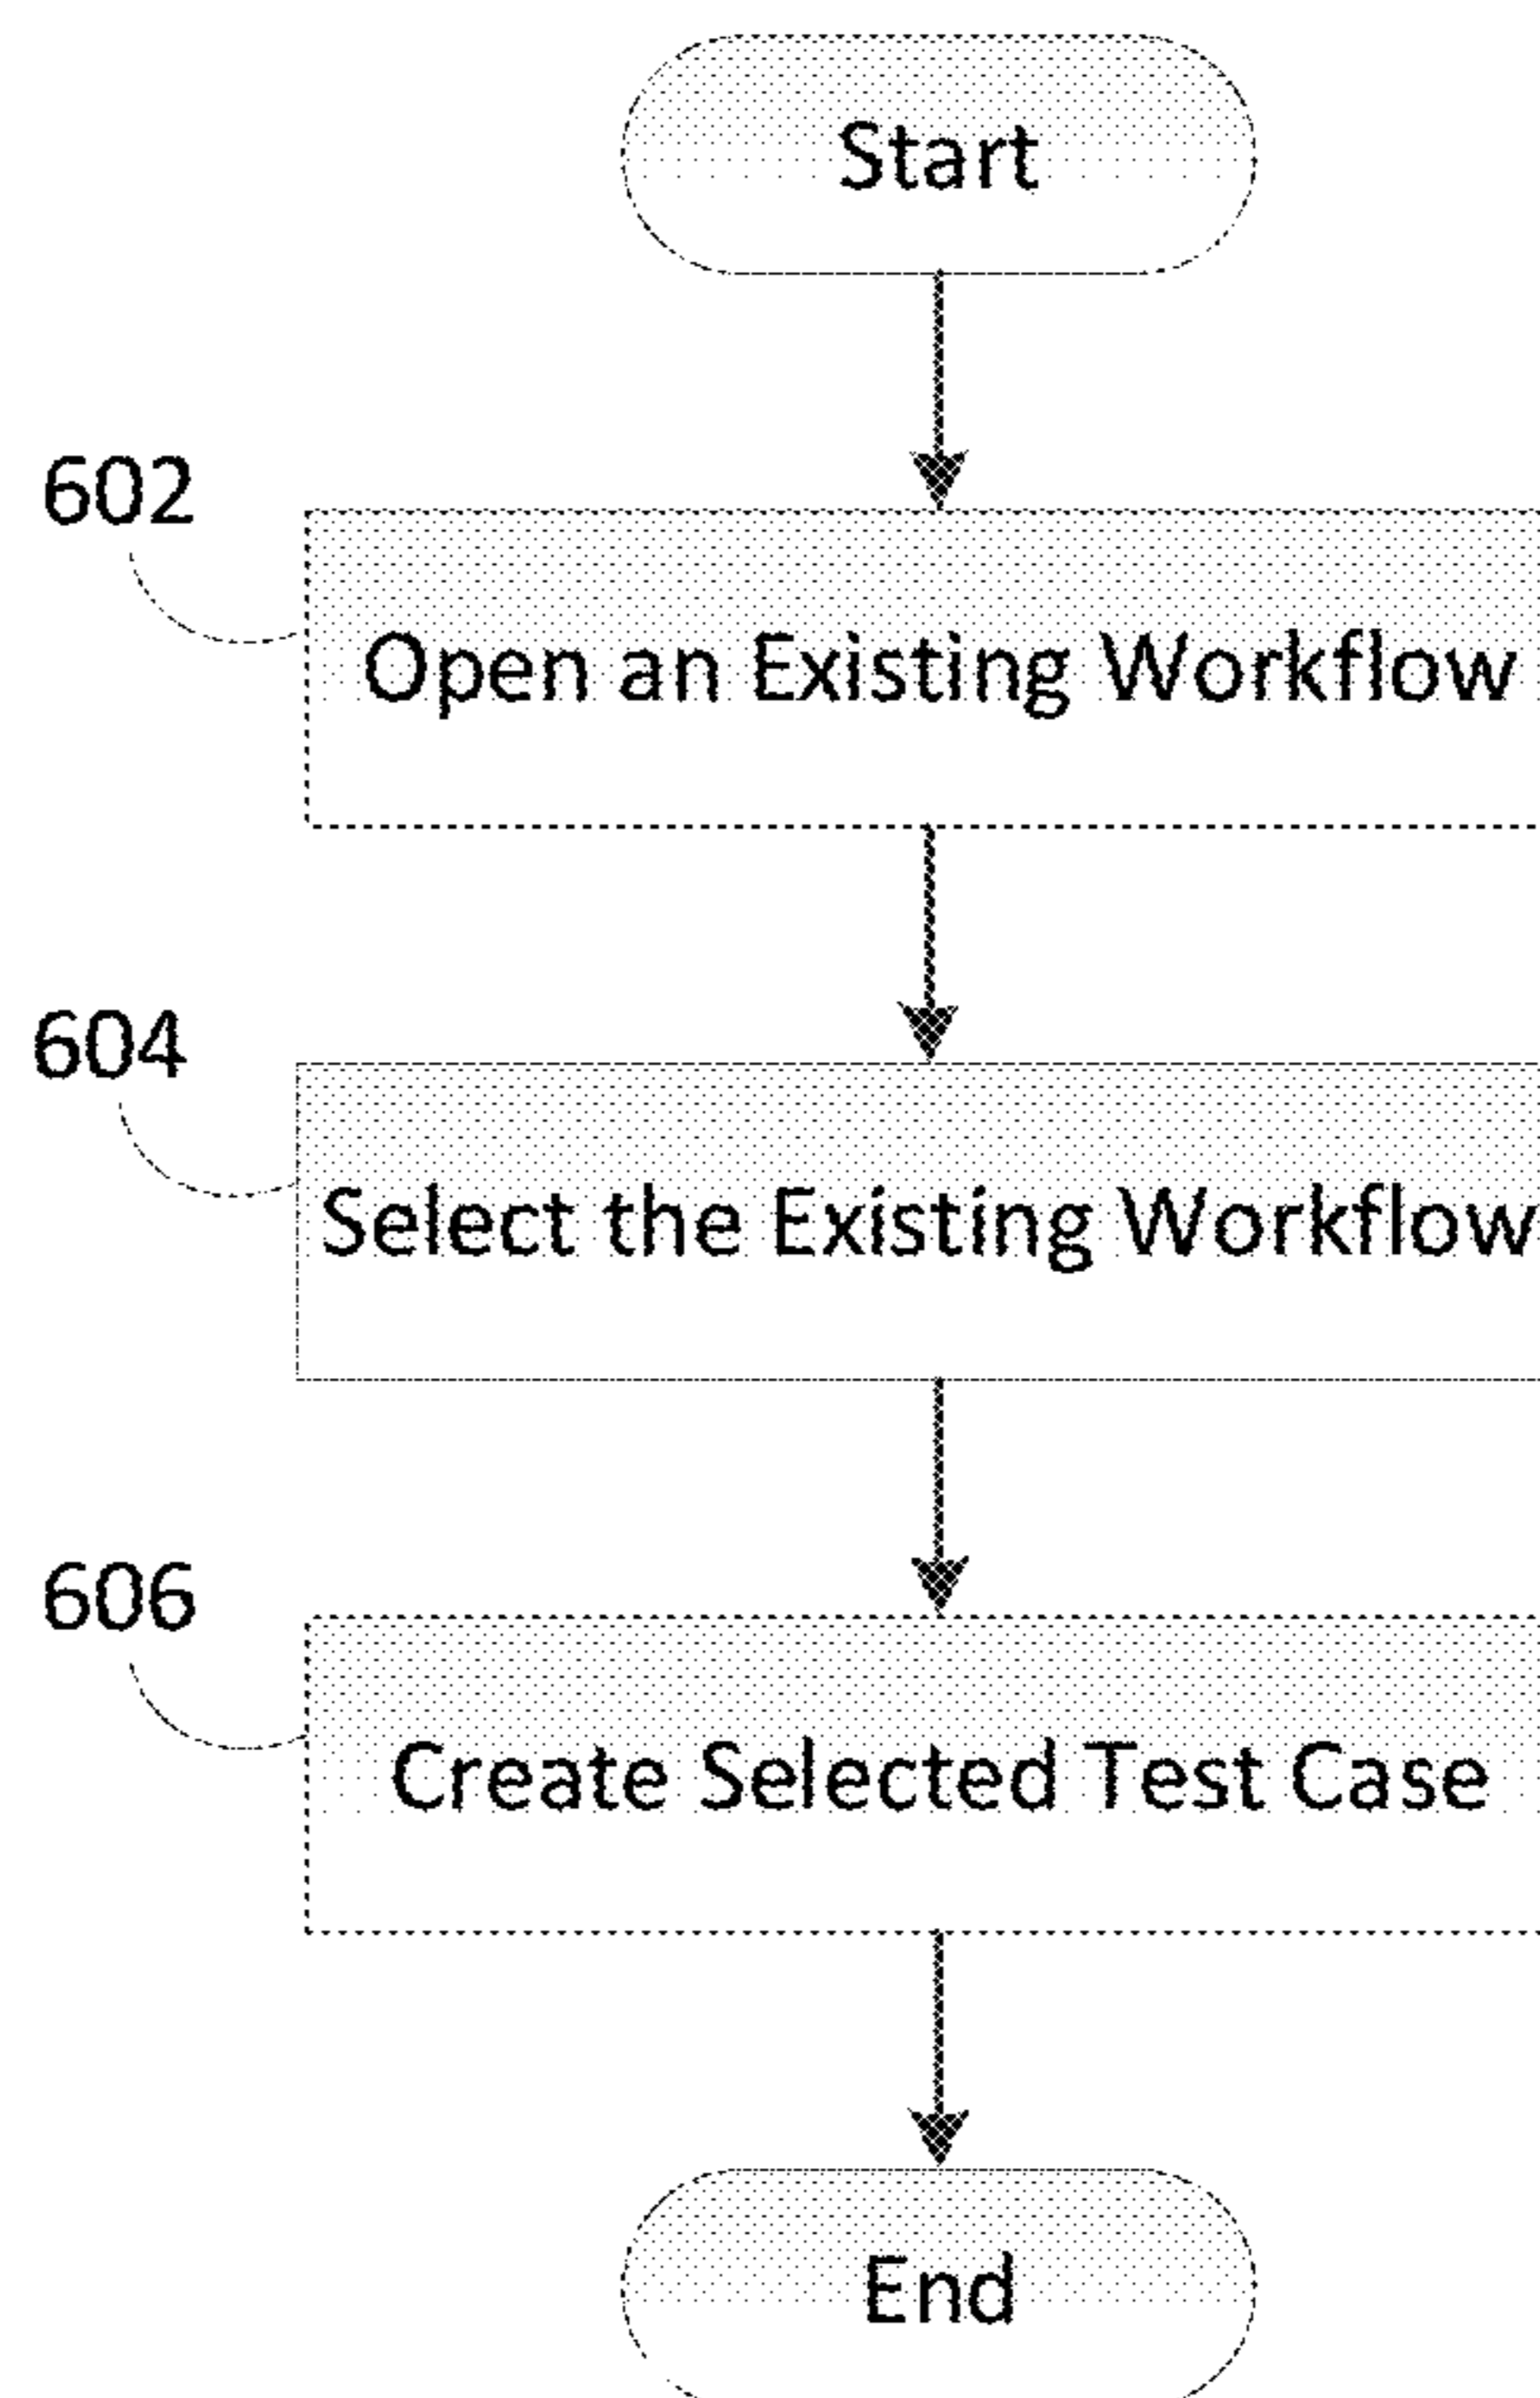 Start
602
Open an Existing Workflow
604
Select the Existing Workflow
606
Create Selected Test Case
End